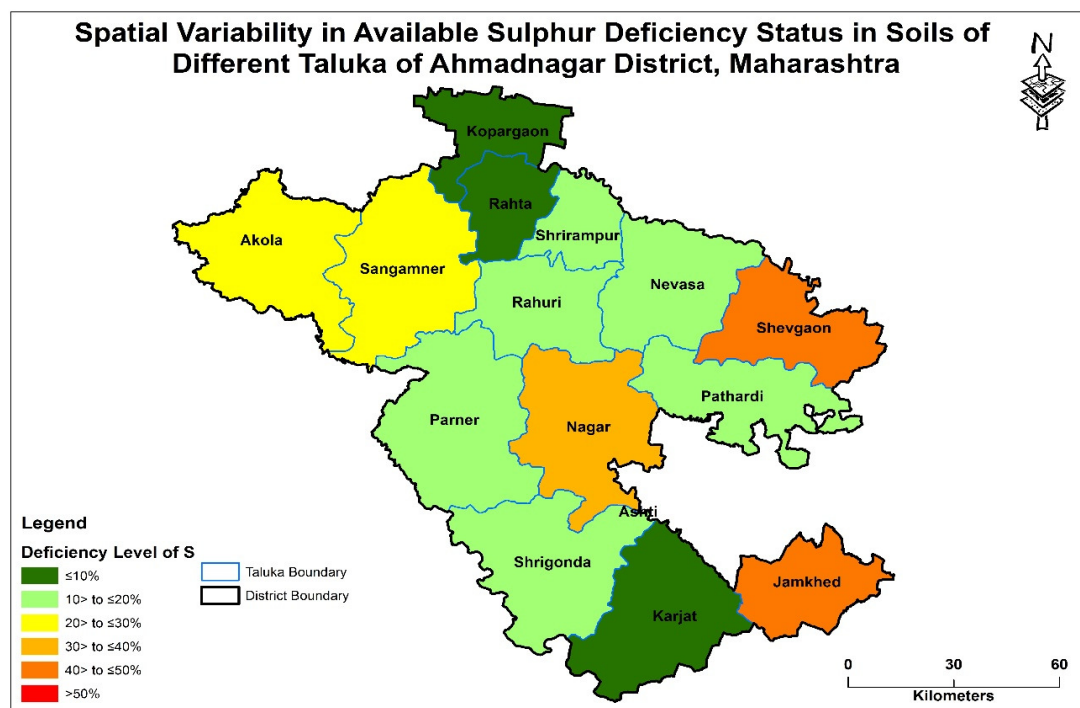 Spatial Variability in Available Sulphur Deficiency Status in Soils of
Different Taluka of Ahmadnagar District, Maharashtra
N
Kopargaon
Rahta
Akola
Shrirampur
Sangamner
Nevasa
Rahuri
Shevgaon
Pathardi
Parner
Nagar
Ashti
Shrigonda
Jamkhed
Karjat
Legend
Deficiency Level of S
≤10%
10> to ≤20%
20> to ≤30%
30> to ≤40%
40> to ≤50%
>50%
Taluka Boundary
District Boundary
0 30 60
Kilometers